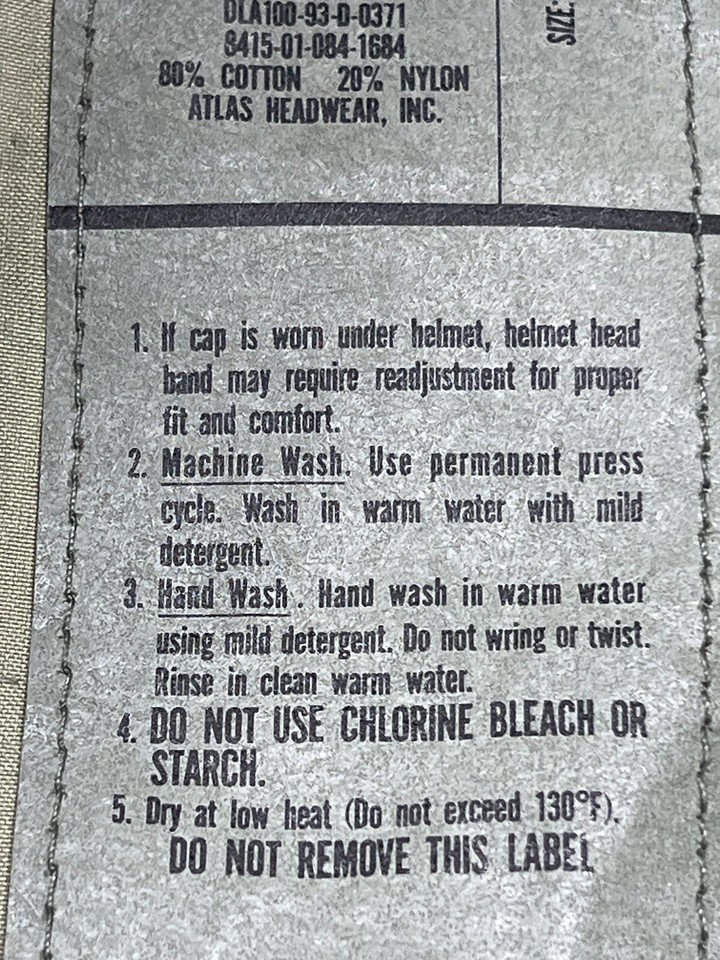 DLA100-93-D-0371
8415-01-084-1684
80% COTTON 20% NYLON
ATLAS HEADWEAR, INC.
SIZE:
1. If cap is worn under helmet, helmet head
band may require readjustment for proper
fit and comfort.
2. Machine Wash. Use permanent press
cycle. Wash in warm water with mild
detergent.
3. Hand Wash. Hand wash in warm water
using mild detergent. Do not wring or twist.
Rinse in clean warm water.
4. DO NOT USE CHLORINE BLEACH OR
STARCH.
5. Dry at low heat (Do not exceed 130°F).
DO NOT REMOVE THIS LABEL